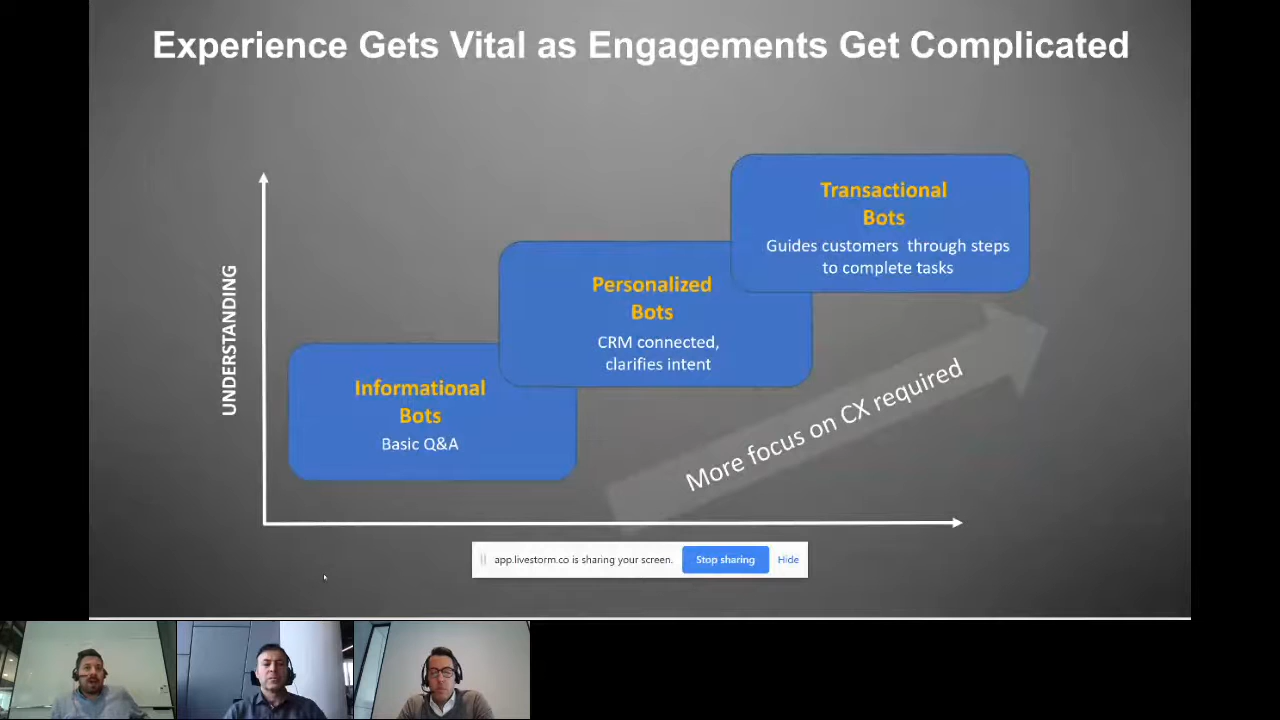 Experience Gets Vital as Engagements Get Complicated
Transactional
Bots
Guides customers through steps
to complete tasks
Personalized
Bots
CRM connected,
clarifies intent
Informational
Bots
Basic Q&A
UNDERSTANDING
More focus on CX required
app.livestorm.co is sharing your screen. Stop sharing Hide